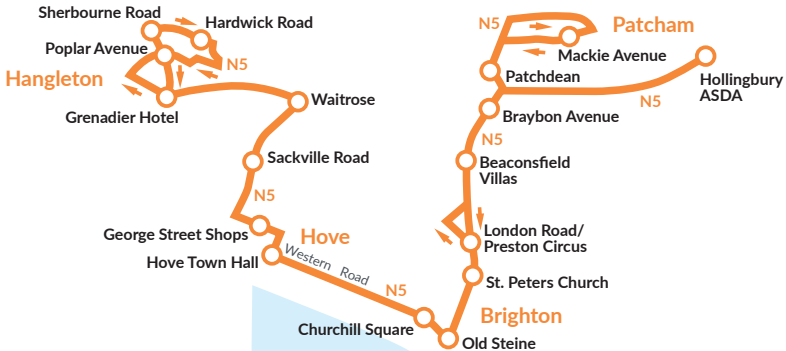 Sherbourne Road
Hardwick Road
Poplar Avenue
N5
Hangleton
Grenadier Hotel
Waitrose
Sackville Road
N5
George Street Shops
Hove
Hove Town Hall
Western Road
N5
Churchill Square
Old Steine
Brighton
St. Peters Church
London Road/
Preston Circus
Beaconsfield
Villas
N5
Braybon Avenue
Patchdean
N5
Patcham
Mackie Avenue
N5
Hollingbury
ASDA